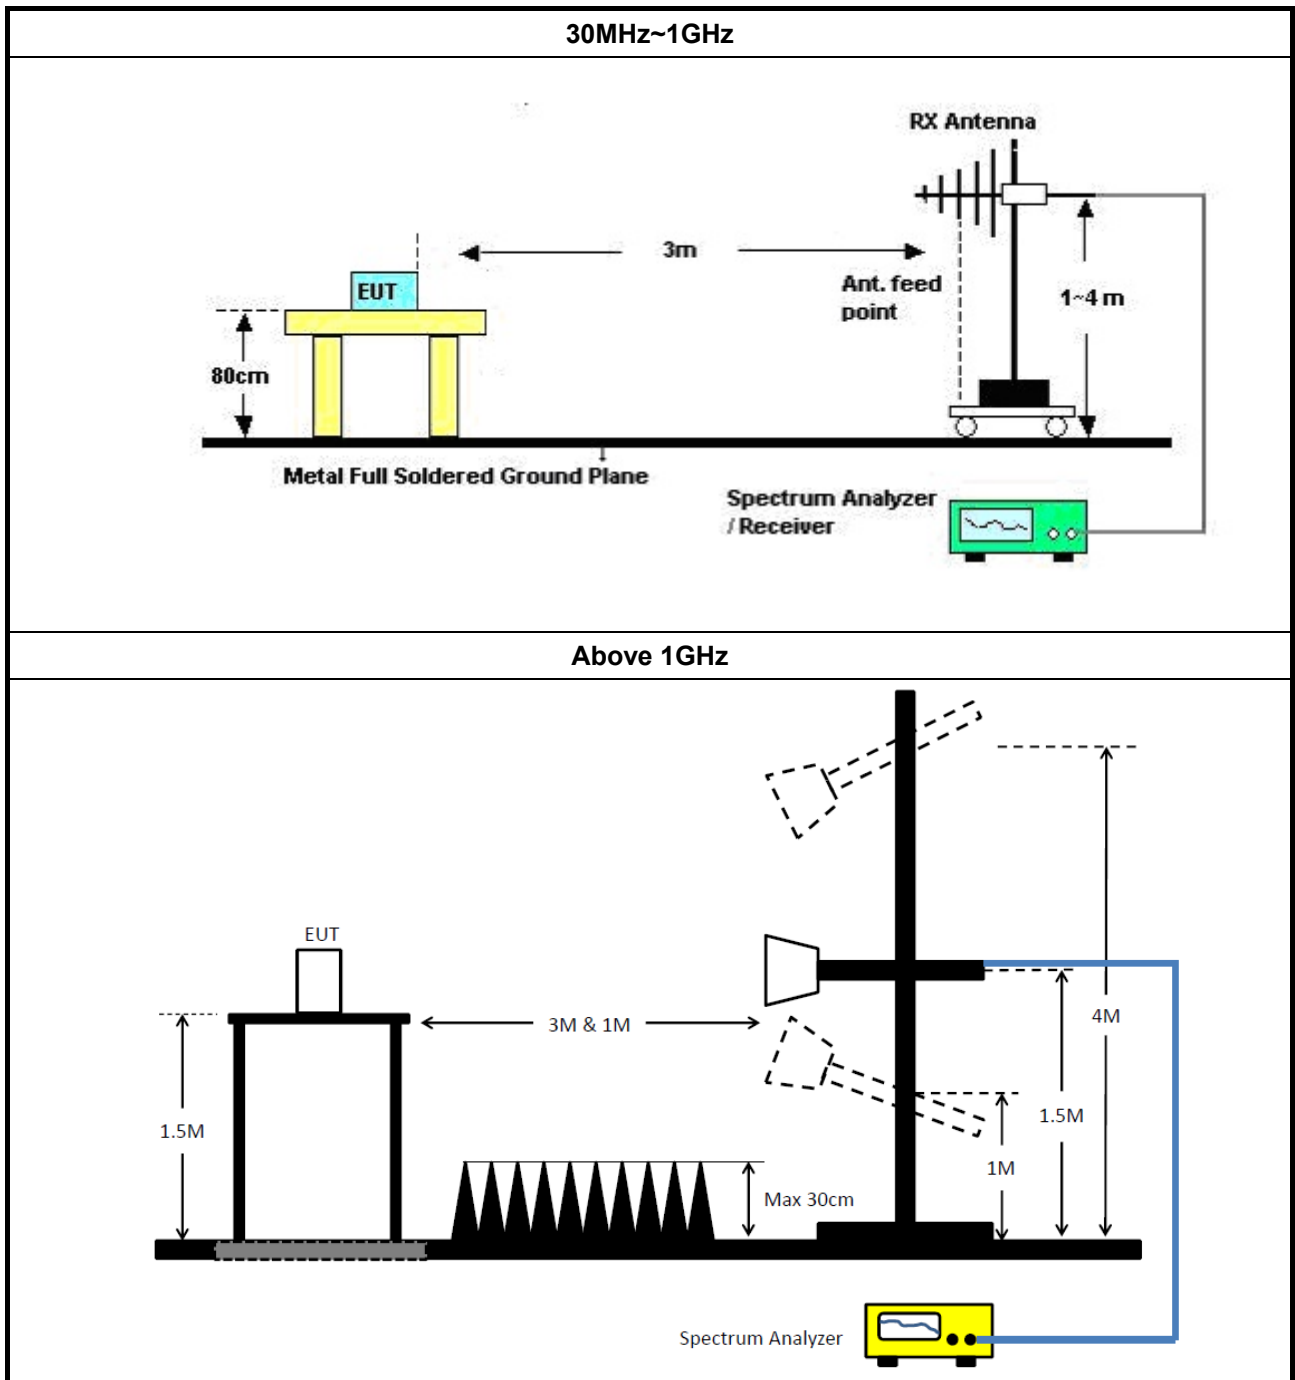 30MHz~1GHz
RX Antenna
3m
EUT
Ant. feed
point
1~4 m
80cm
Metal Full Soldered Ground Plane
Spectrum Analyzer
/ Receiver
Above 1GHz
EUT
3M & 1M
4M
1.5M
1.5M
1M
Max 30cm
Spectrum Analyzer